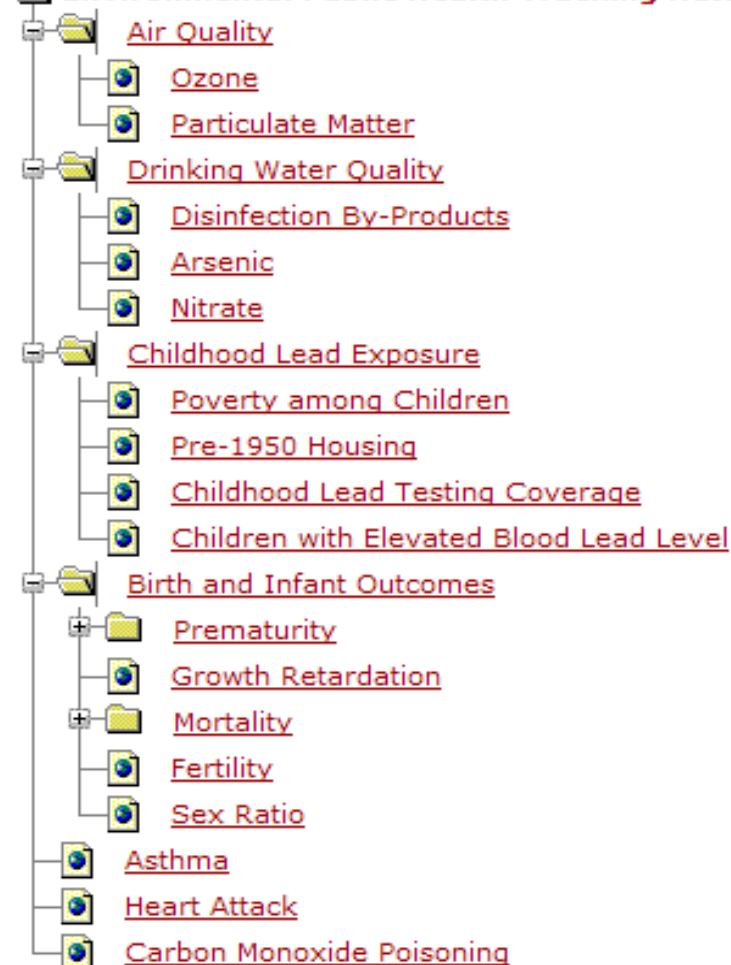 Air Quality
Ozone
Particulate Matter
Drinking Water Quality
Disinfection By-Products
Arsenic
Nitrate
Childhood Lead Exposure
Poverty among Children
Pre-1950 Housing
Childhood Lead Testing Coverage
Children with Elevated Blood Lead Level
Birth and Infant Outcomes
Prematurity
Growth Retardation
Mortality
Fertility
Sex Ratio
Asthma
Heart Attack
Carbon Monoxide Poisoning